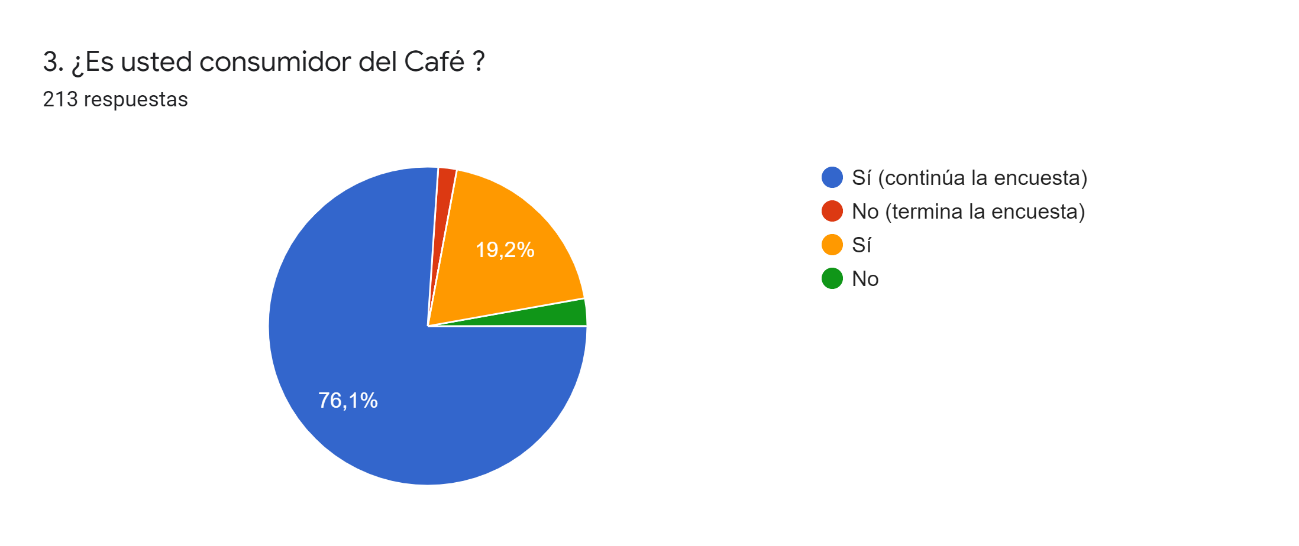 3. ¿Es usted consumidor del Café ?
213 respuestas
Sí (continúa la encuesta)
No (termina la encuesta)
Sí
No
19,2%
76,1%